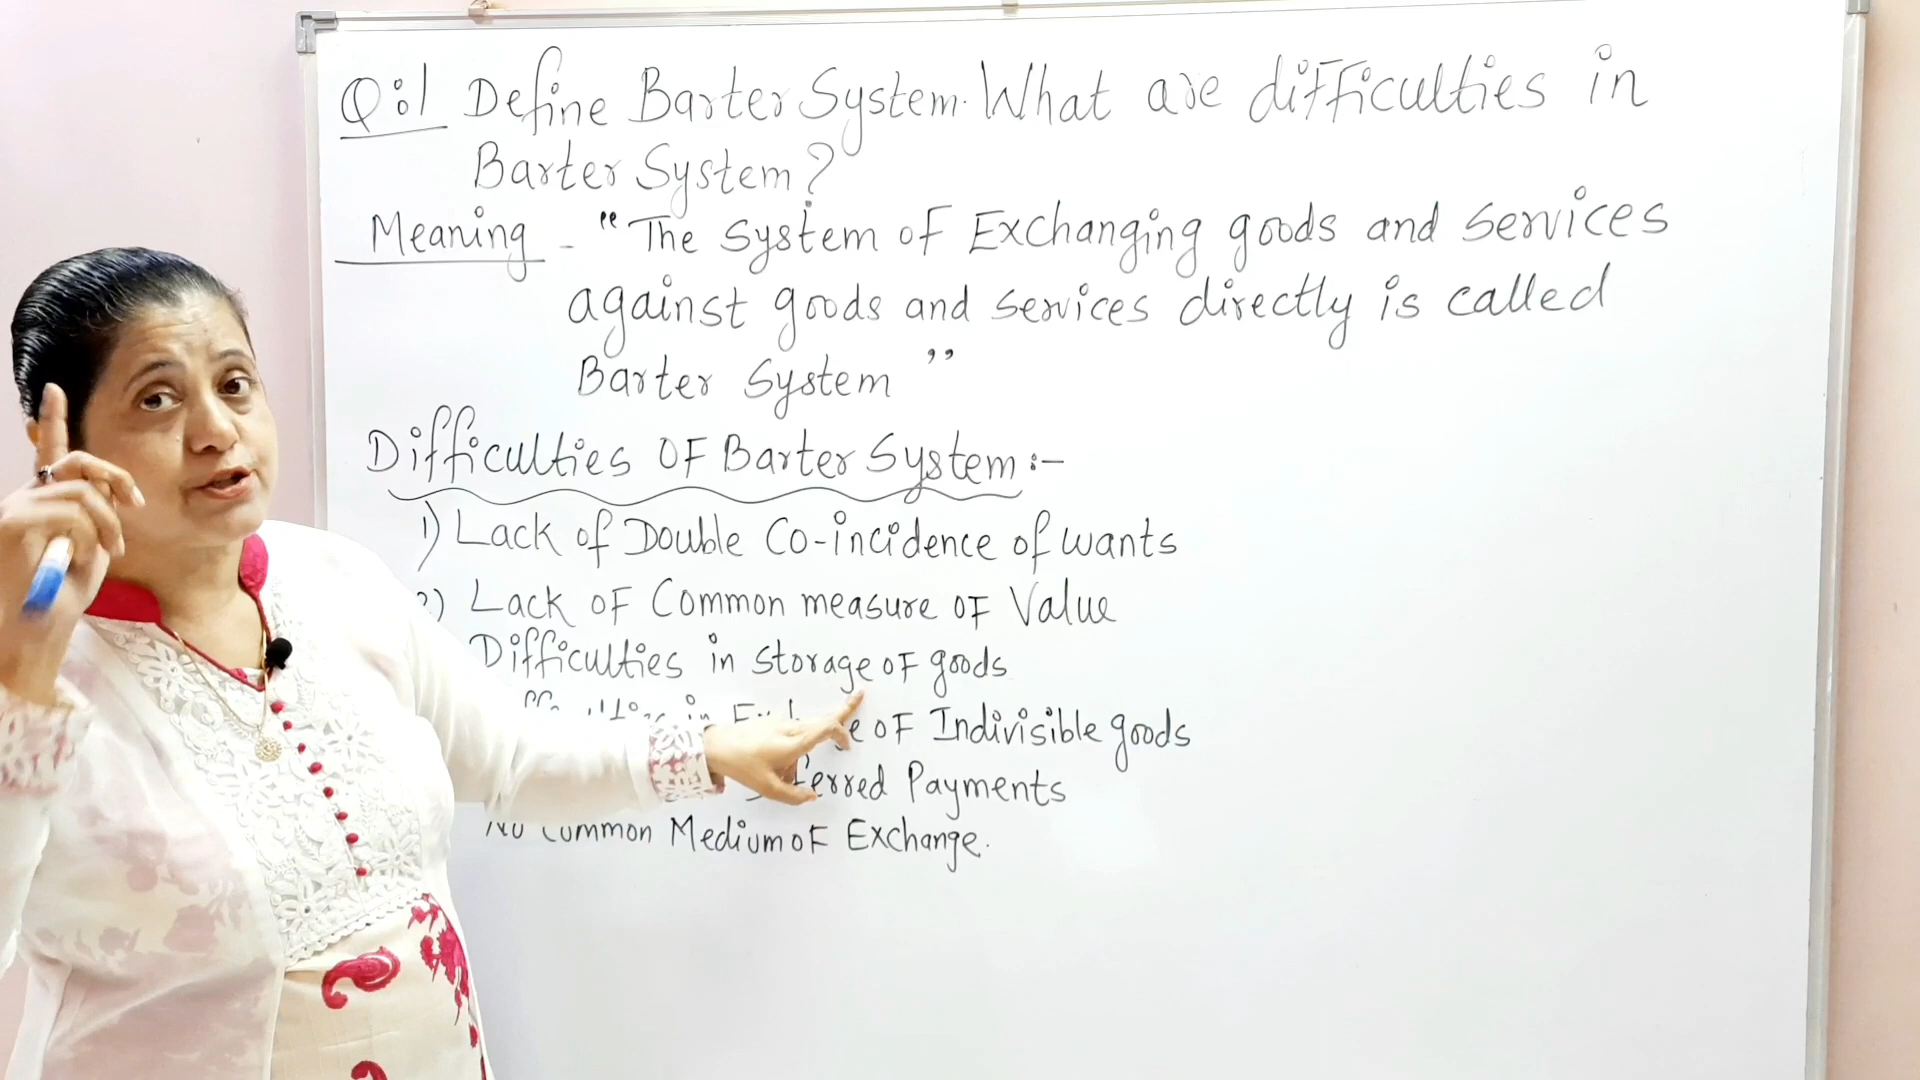 Q:1 Define Barter System. What are difficulties in
Barter System?
Meaning - "The System of Exchanging goods and services
against goods and services directly is called
Barter System"
Difficulties of Barter System :-
1) Lack of Double Co-incidence of wants
2) Lack of Common measure of Value
Difficulties in storage of goods
in of Indivisible goods
Payments
No Common Medium of Exchange.